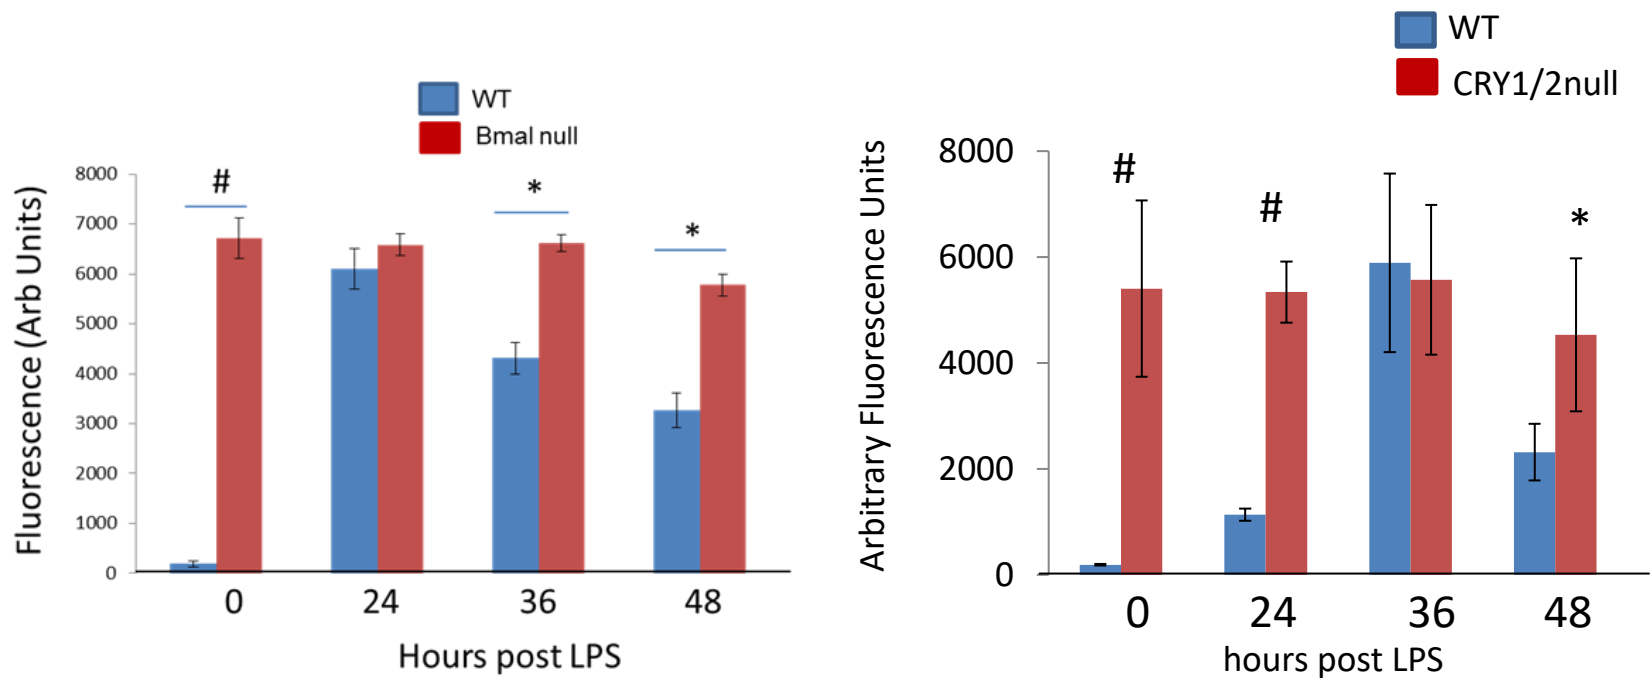 WT
Bmal null
Fluorescence (Arb Units)
8000
7000
6000
5000
4000
3000
2000
1000
0
#
*
*
0 24 36 48
Hours post LPS
WT
CRY1/2null
Arbitrary Fluorescence Units
8000
6000
4000
2000
0
#
#
*
0 24 36 48
hours post LPS